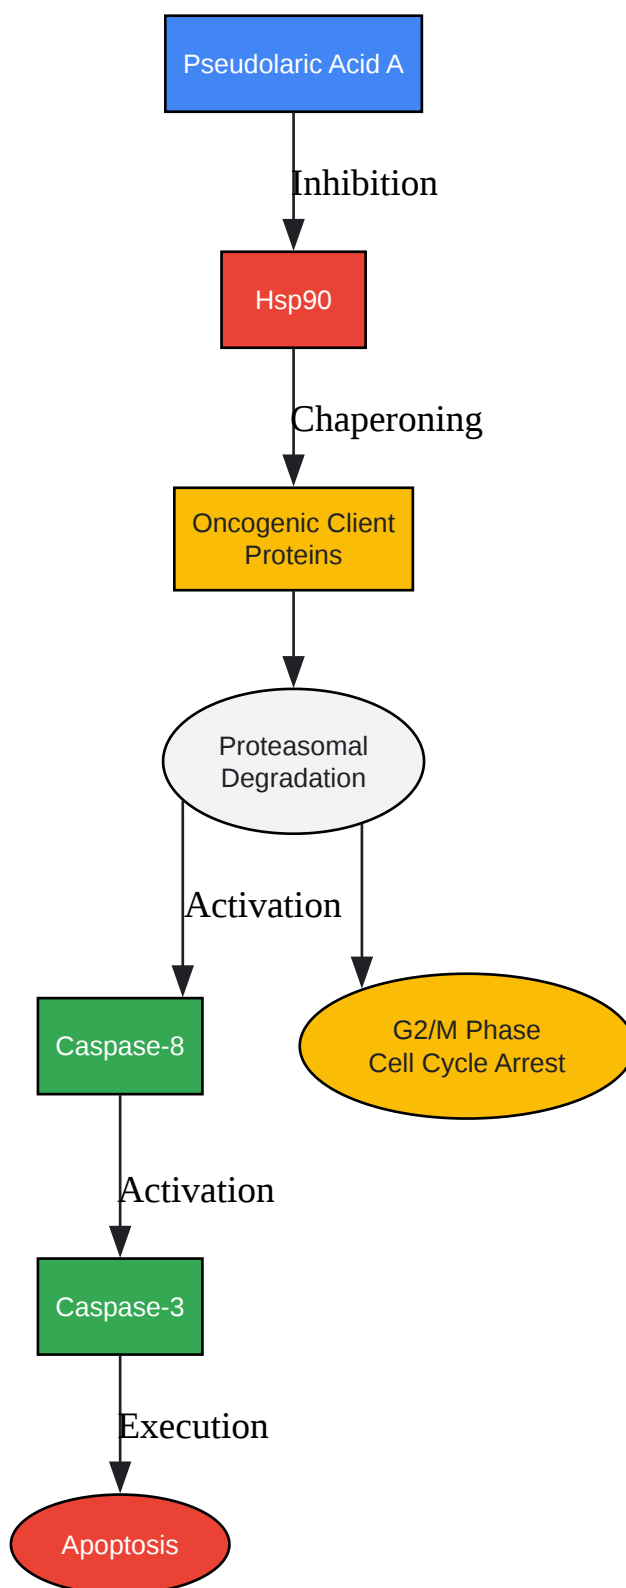 Pseudolaric Acid A
Inhibition
Hsp90
Chaperoning
Oncogenic Client
Proteins
Proteasomal
Degradation
Activation
Caspase-8
G2/M Phase
Cell Cycle Arrest
Activation
Caspase-3
Execution
Apoptosis